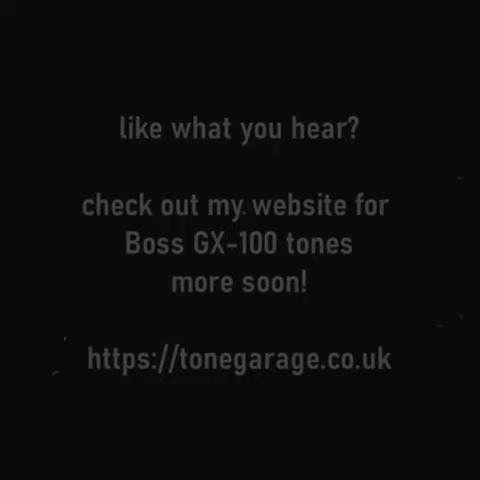 like what you hear?
check out my website for
Boss GX-100 tones
more soon!
https://tonegarage.co.uk